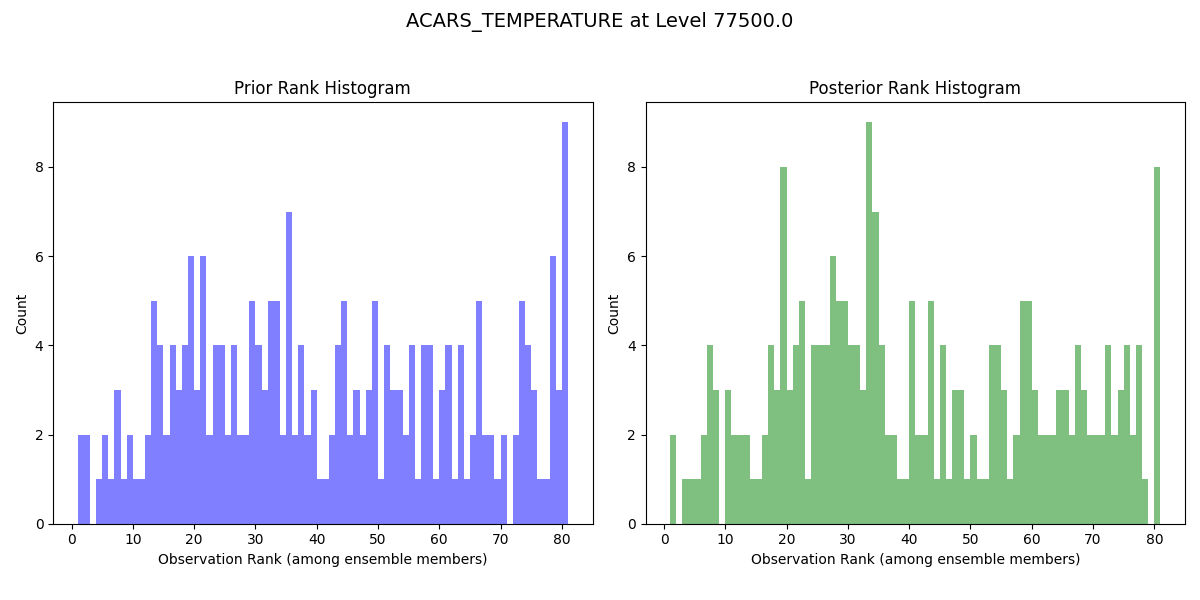 ACARS_TEMPERATURE at Level 77500.0
Prior Rank Histogram
Count
8
6
4
2
0
0 10 20 30 40 50 60 70 80
Observation Rank (among ensemble members)
Posterior Rank Histogram
Count
8
6
4
2
0
0 10 20 30 40 50 60 70 80
Observation Rank (among ensemble members)